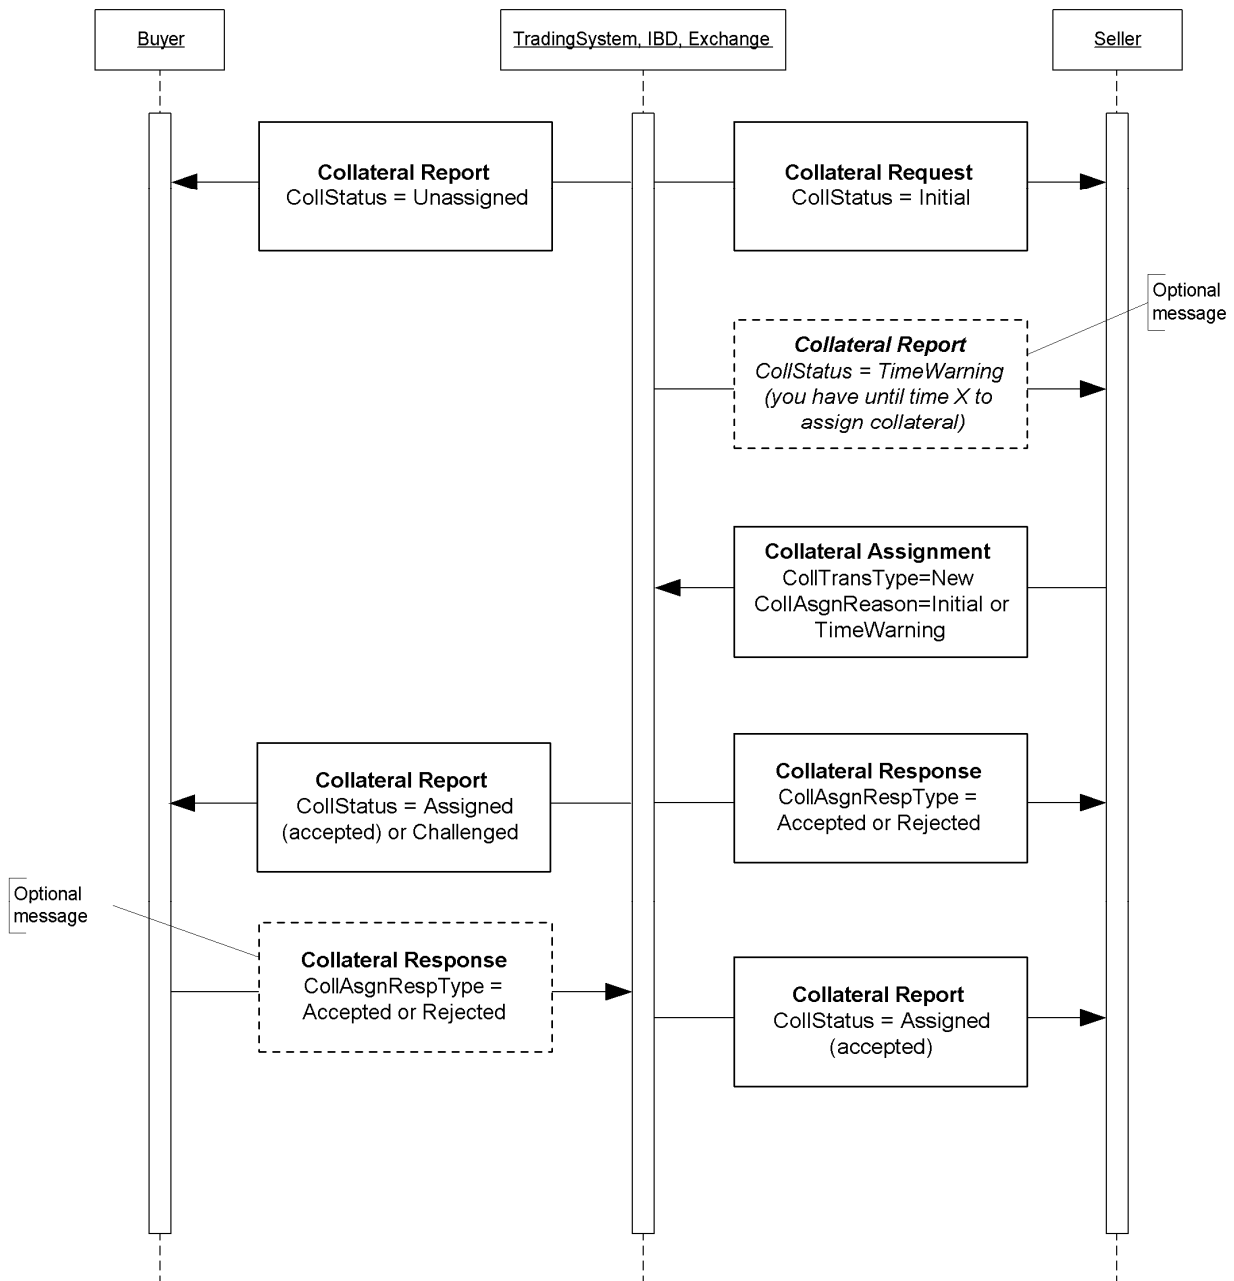 Buyer
TradingSystem, IBD, Exchange
Seller
Collateral Report
CollStatus = Unassigned
Collateral Request
CollStatus = Initial
Optional
message
Collateral Report
CollStatus = TimeWarning
(you have until time X to
assign collateral)
Collateral Assignment
CollTransType=New
CollAsgnReason=Initial or
TimeWarning
Collateral Report
CollStatus = Assigned
(accepted) or Challenged
Collateral Response
CollAsgnRespType =
Accepted or Rejected
Optional
message
Collateral Response
CollAsgnRespType =
Accepted or Rejected
Collateral Report
CollStatus = Assigned
(accepted)